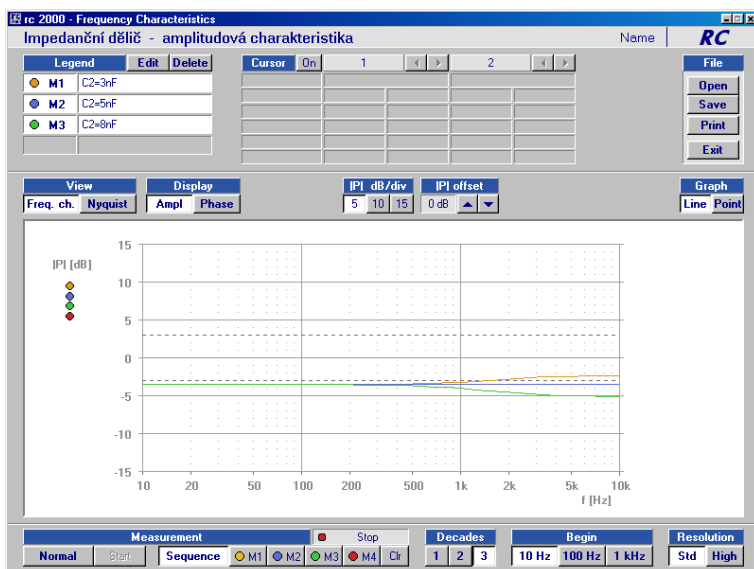 rc 2000 - Frequency Characteristics
Impedanční dělič - amplitudová charakteristika Name RC
Legend Edit Delete Cursor On 1 2 File
M1 C2=3nF
M2 C2=5nF
M3 C2=8nF
Open
Save
Print
Exit
View Display |P| dB/div |P| offset Graph
Freq. ch. Nyquist Ampl Phase 5 10 15 0 dB Line Point
|P| [dB]
15
10
5
0
-5
-10
-15
10 20 50 100 200 500 1k 2k 5k 10k
f [Hz]
Measurement Stop Decades Begin Resolution
Normal Start Sequence M1 M2 M3 M4 Clr 1 2 3 10 Hz 100 Hz 1 kHz Std High